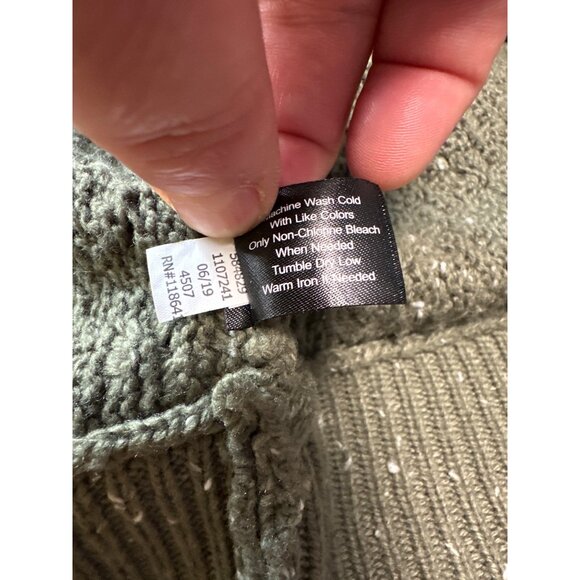 Machine Wash Cold
With Like Colors
Only Non-Chlorine Bleach
When Needed
Tumble Dry Low
Warm Iron If Needed
1107241
06/19
4507
RN#118641